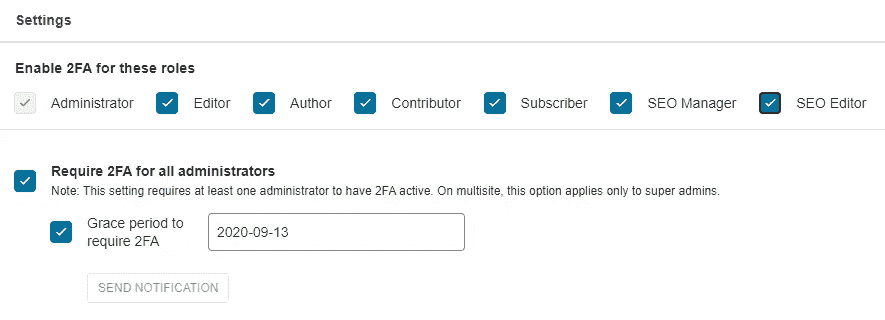 Settings
Enable 2FA for these roles
Administrator Editor Author Contributor Subscriber SEO Manager SEO Editor
Require 2FA for all administrators
Note: This setting requires at least one administrator to have 2FA active. On multisite, this option applies only to super admins.
Grace period to
require 2FA
2020-09-13
SEND NOTIFICATION